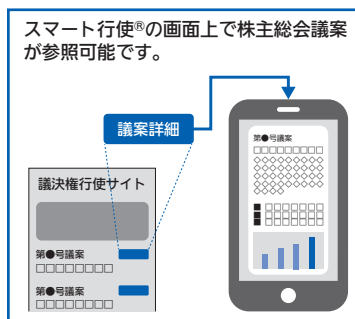 スマート行使®の画面上で株主総会議案
が参照可能です。
議案詳細
議決権行使サイト
第●号議案
□□□□□□□□
第●号議案
□□□□□□□□
第●号議案
□□□□□□□□□
◇◇◇◇◇◇◇◇◇◇
◇◇◇◇◇◇◇◇◇◇
◇◇◇◇◇◇◇◇◇◇
◇◇◇◇◇◇◇◇◇◇
◇◇◇◇
■ □□□□□□□
■ □□□□□□□
■ □□□□□□□